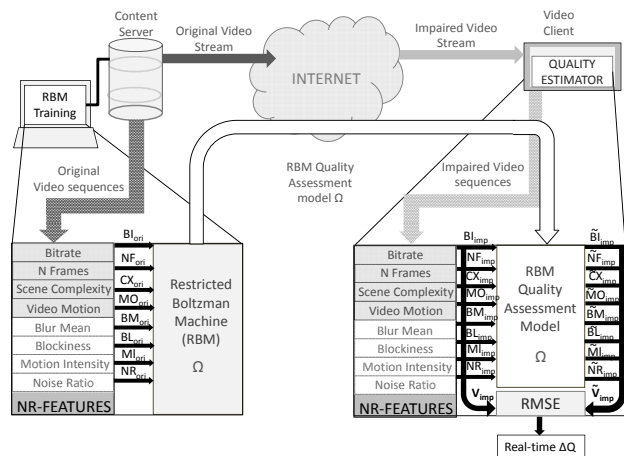 Content
Server
Original Video
Stream
INTERNET
Impaired Video
Stream
Video
Client
QUALITY
ESTIMATOR
RBM
Training
Original
Video sequences
RBM Quality
Assessment
model Ω
Impaired Video
sequences
Bitrate
N Frames
Scene Complexity
Video Motion
Blur Mean
Blockiness
Motion Intensity
Noise Ratio
NR-FEATURES
BI_ori
NF_ori
CX_ori
MO_ori
BM_ori
BL_ori
MI_ori
NR_ori
Restricted
Boltzman
Machine
(RBM)
Ω
Bitrate
N Frames
Scene Complexity
Video Motion
Blur Mean
Blockiness
Motion Intensity
Noise Ratio
NR-FEATURES
BI_imp
NF_imp
CX_imp
MO_imp
BM_imp
BL_imp
MI_imp
NR_imp
V_imp
RBM
Quality
Assessment
Model
Ω
RMSE
B̃I_imp
ÑF_imp
C̃X_imp
M̃O_imp
B̃M_imp
B̃L_imp
M̃I_imp
ÑR_imp
Ṽ_imp
Real-time ΔQ